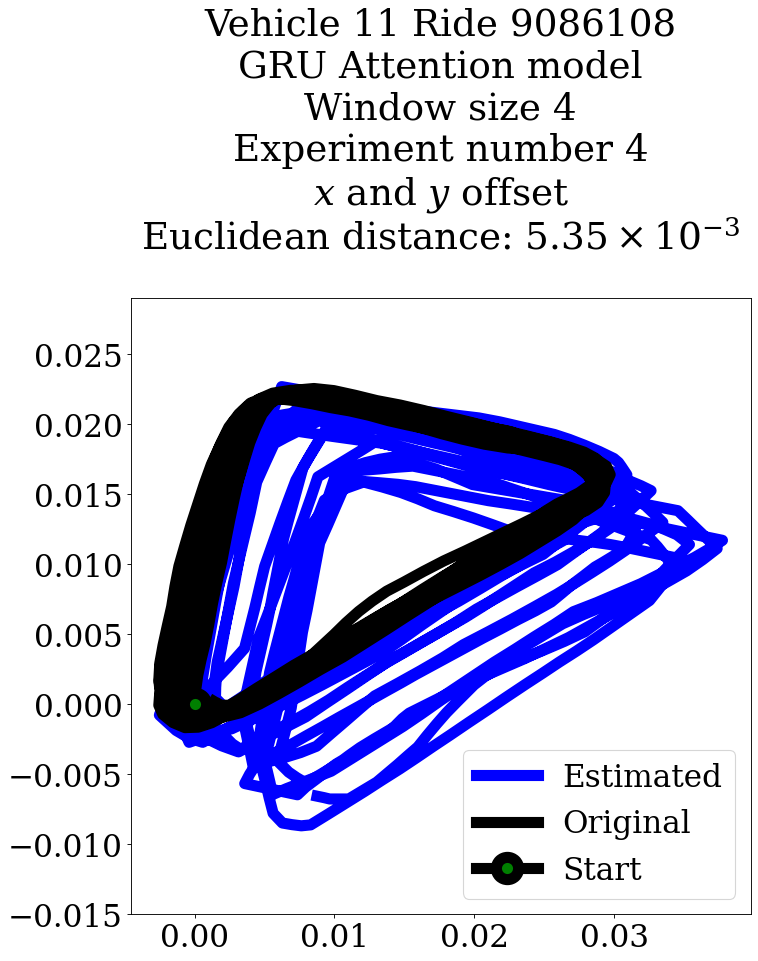 Vehicle 11 Ride 9086108
GRU Attention model
Window size 4
Experiment number 4
x and y offset
Euclidean distance: 5.35 × 10⁻³
0.025
0.020
0.015
0.010
0.005
0.000
−0.005
−0.010
−0.015
Estimated
Original
Start
0.00 0.01 0.02 0.03